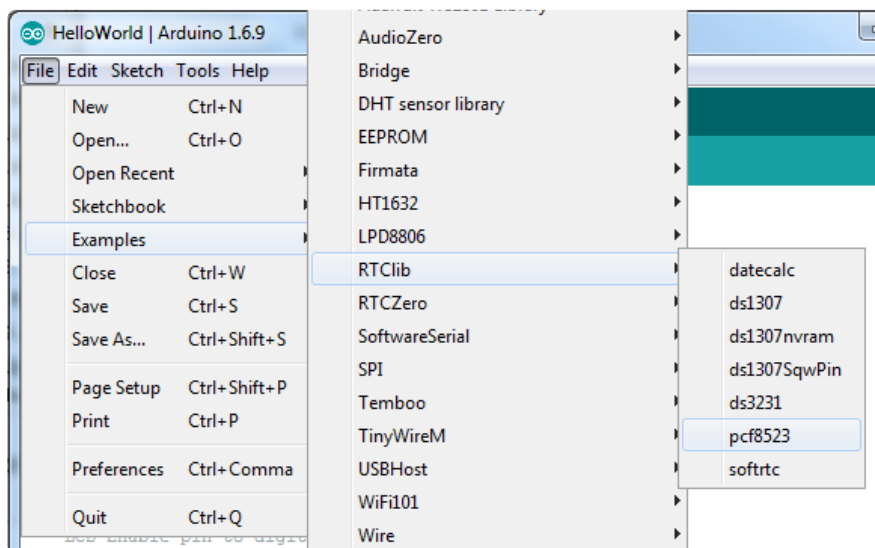 HelloWorld | Arduino 1.6.9
File Edit Sketch Tools Help
New Ctrl+N
Open... Ctrl+O
Open Recent
Sketchbook
Examples
Close Ctrl+W
Save Ctrl+S
Save As... Ctrl+Shift+S
Page Setup Ctrl+Shift+P
Print Ctrl+P
Preferences Ctrl+Comma
Quit Ctrl+Q
AudioZero
Bridge
DHT sensor library
EEPROM
Firmata
HT1632
LPD8806
RTClib
RTCZero
SoftwareSerial
SPI
Temboo
TinyWireM
USBHost
WiFi101
Wire
datecalc
ds1307
ds1307nvram
ds1307SqwPin
ds3231
pcf8523
softrtc